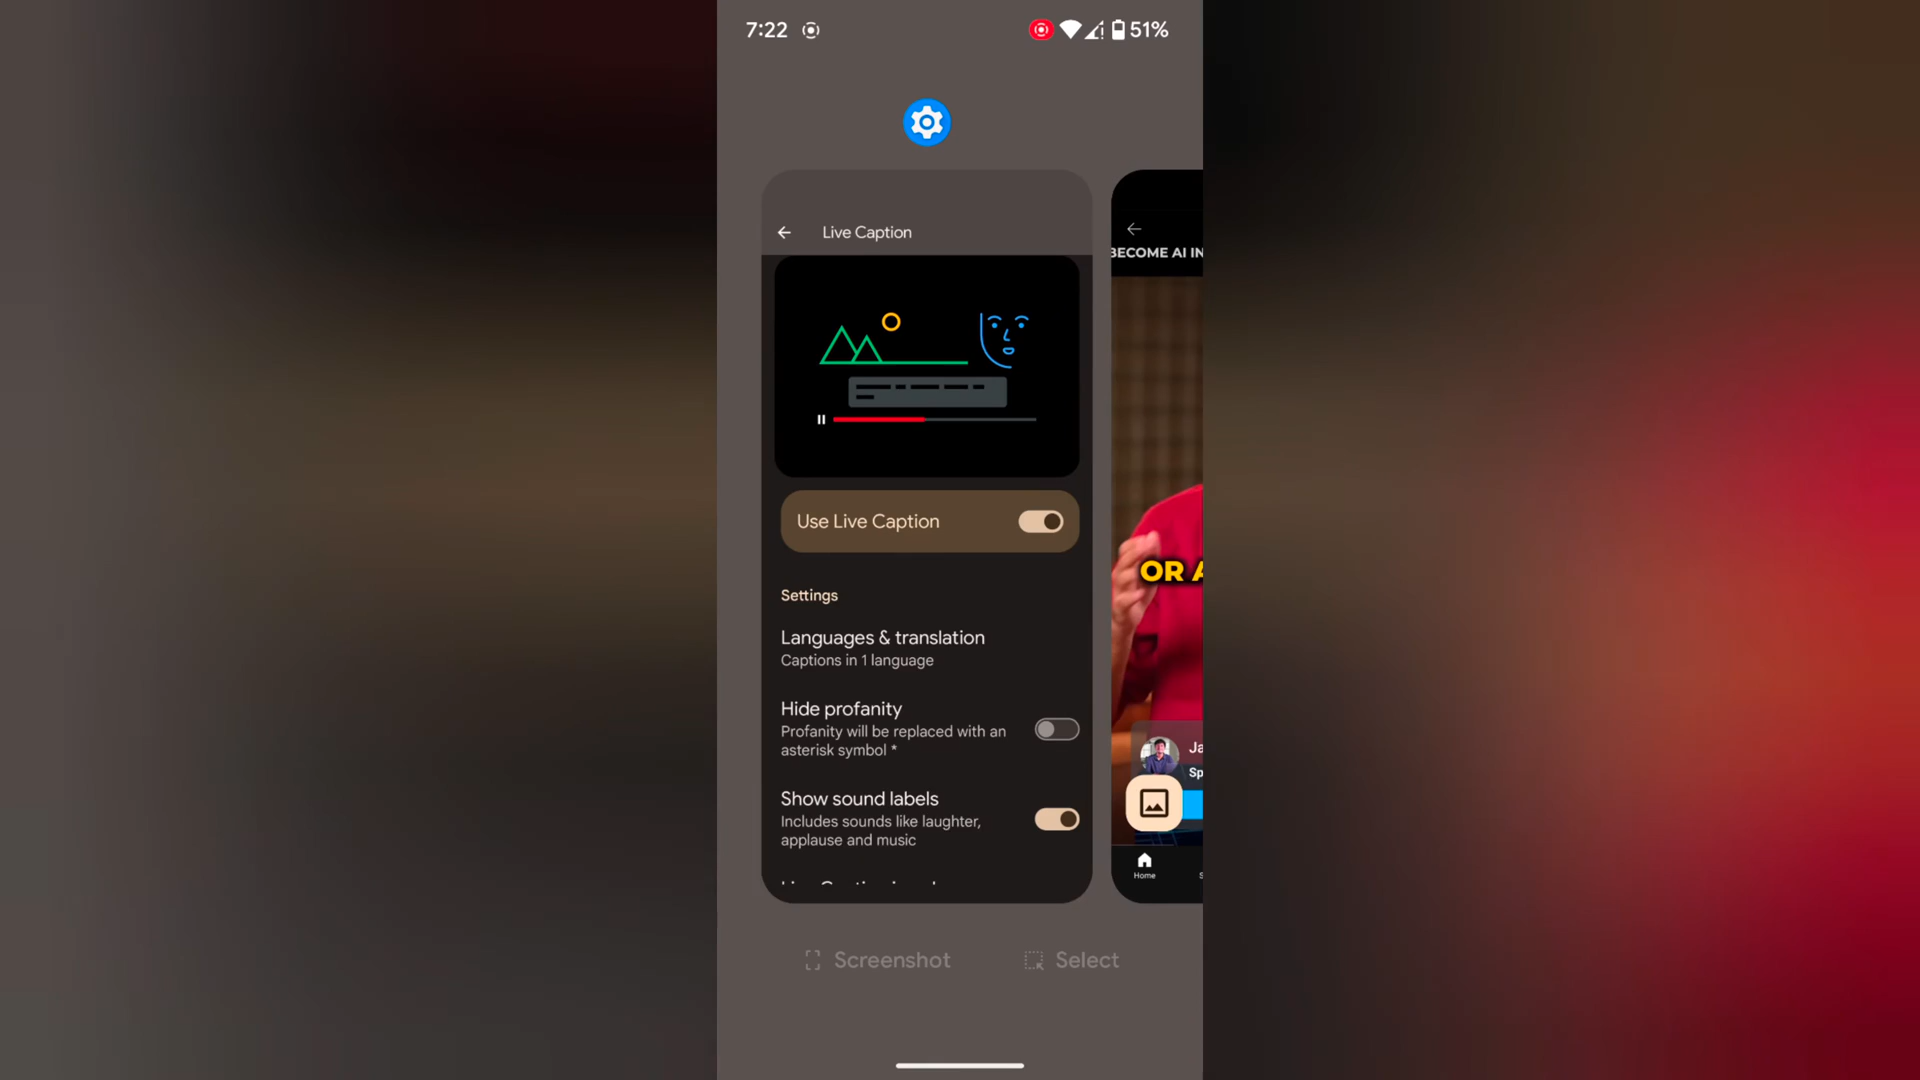 7:22
51%
Live Caption
BECOME AI IN
Use Live Caption
Settings
Languages & translation
Captions in 1 language
Hide profanity
Profanity will be replaced with an
asterisk symbol *
Show sound labels
Includes sounds like laughter,
applause and music
OR A
Ja
Sp
Home
S
Screenshot
Select